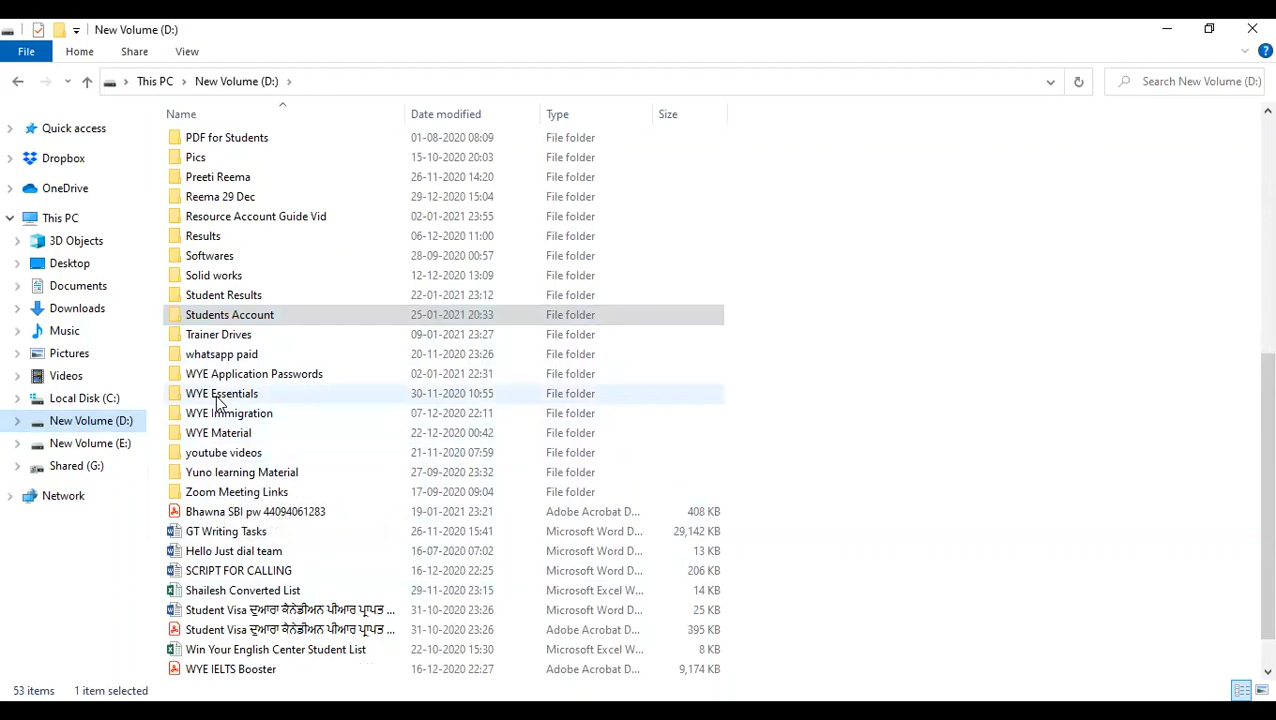 New Volume (D:)
File Home Share View
This PC New Volume (D:) Search New Volume (D:)
Name Date modified Type Size
Quick access
Dropbox
OneDrive
This PC
3D Objects
Desktop
Documents
Downloads
Music
Pictures
Videos
Local Disk (C:)
New Volume (D:)
New Volume (E:)
Shared (G:)
Network
PDF for Students 01-08-2020 08:09 File folder
Pics 15-10-2020 20:03 File folder
Preeti Reema 26-11-2020 14:20 File folder
Reema 29 Dec 29-12-2020 15:04 File folder
Resource Account Guide Vid 02-01-2021 23:55 File folder
Results 06-12-2020 11:00 File folder
Softwares 28-09-2020 00:57 File folder
Solid works 12-12-2020 13:09 File folder
Student Results 22-01-2021 23:12 File folder
Students Account 25-01-2021 20:33 File folder
Trainer Drives 09-01-2021 23:27 File folder
whatsapp paid 20-11-2020 23:26 File folder
WYE Application Passwords 02-01-2021 22:31 File folder
WYE Essentials 30-11-2020 10:55 File folder
WYE Immigration 07-12-2020 22:11 File folder
WYE Material 22-12-2020 00:42 File folder
youtube videos 21-11-2020 07:59 File folder
Yuno learning Material 27-09-2020 23:32 File folder
Zoom Meeting Links 17-09-2020 09:04 File folder
Bhawna SBI pw 44094061283 19-01-2021 23:21 Adobe Acrobat D... 408 KB
GT Writing Tasks 26-11-2020 15:41 Microsoft Word D... 29,142 KB
Hello Just dial team 16-07-2020 07:02 Microsoft Word D... 13 KB
SCRIPT FOR CALLING 16-12-2020 22:25 Microsoft Word D... 206 KB
Shailesh Converted List 29-11-2020 23:15 Microsoft Excel W... 14 KB
Student Visa ਦੁਆਰਾ ਕੈਨੇਡੀਅਨ ਪੀਆਰ ਪ੍ਰਾਪਤ ... 31-10-2020 23:26 Microsoft Word D... 25 KB
Student Visa ਦੁਆਰਾ ਕੈਨੇਡੀਅਨ ਪੀਆਰ ਪ੍ਰਾਪਤ ... 31-10-2020 23:26 Adobe Acrobat D... 395 KB
Win Your English Center Student List 22-10-2020 15:30 Microsoft Excel W... 8 KB
WYE IELTS Booster 16-12-2020 22:27 Adobe Acrobat D... 9,174 KB
53 items 1 item selected